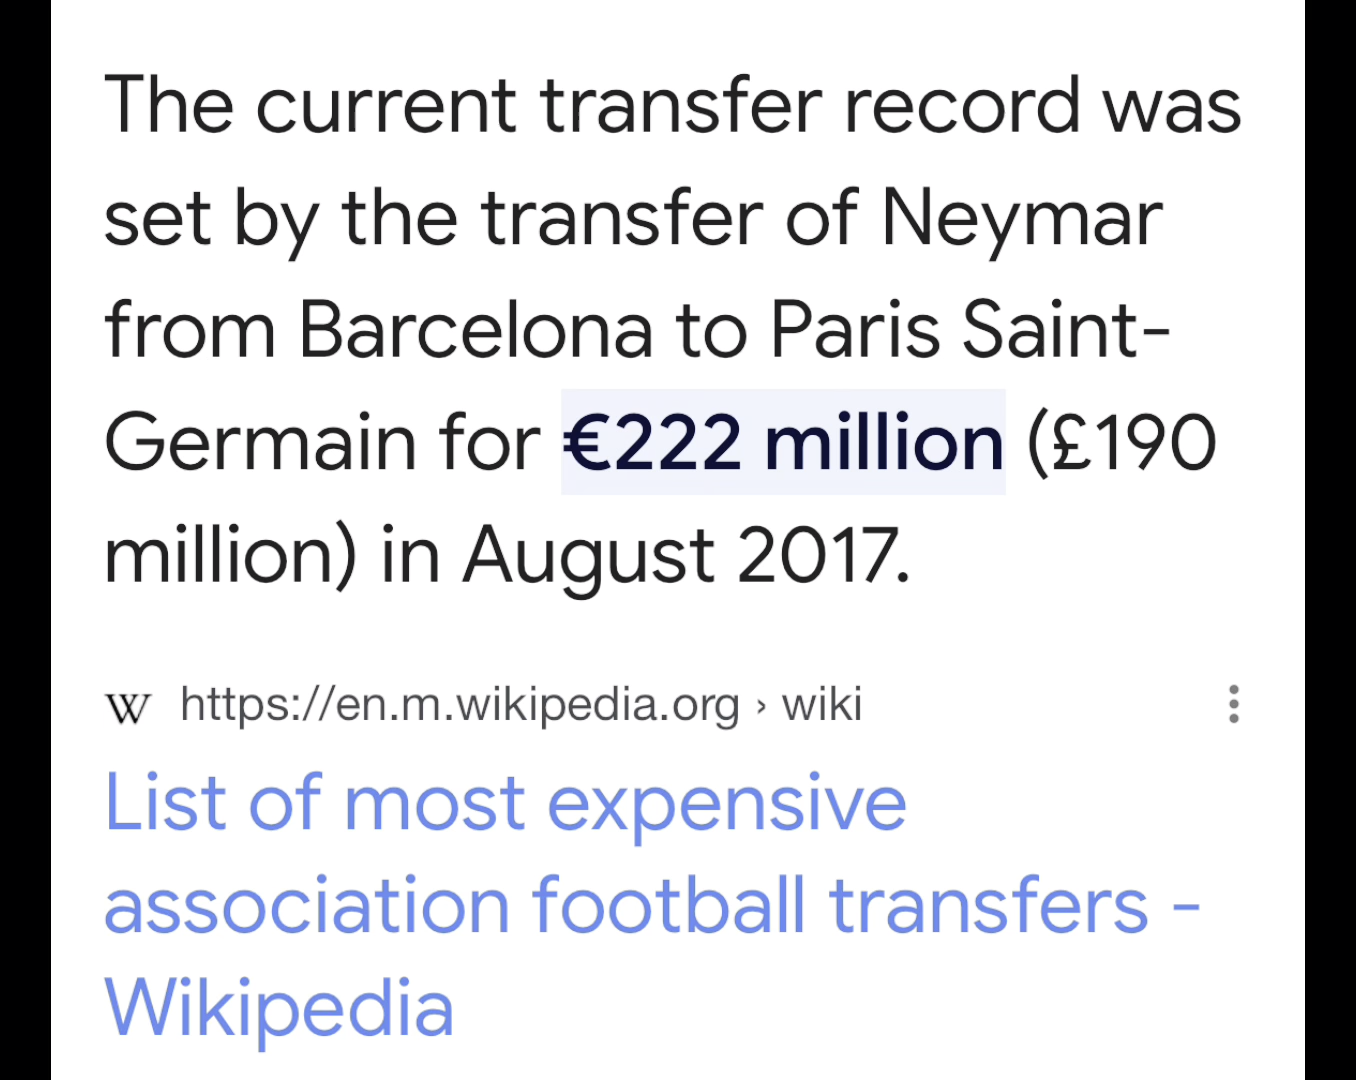 The current transfer record was
set by the transfer of Neymar
from Barcelona to Paris Saint-
Germain for €222 million (£190
million) in August 2017.
W https://en.m.wikipedia.org › wiki
List of most expensive
association football transfers -
Wikipedia